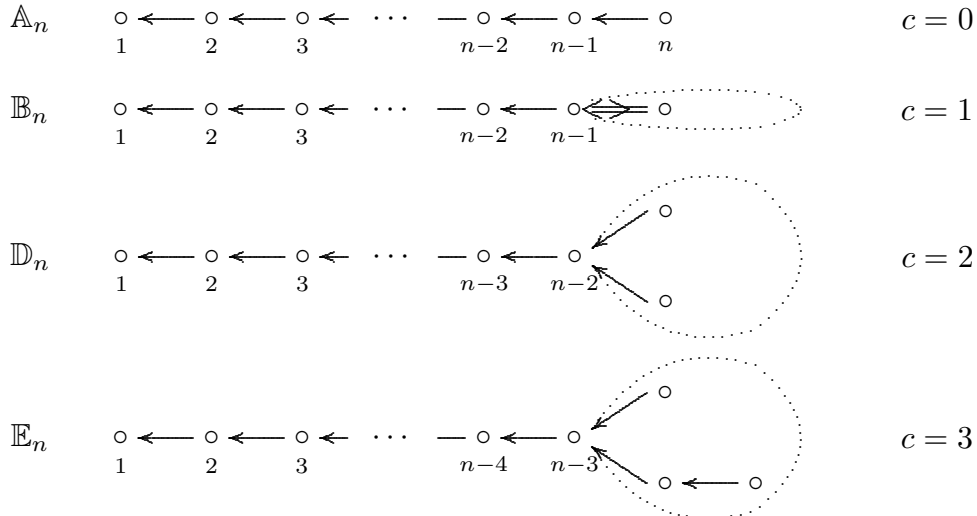 𝔸ₙ 1 2 3 ··· n−2 n−1 n c = 0
𝔹ₙ 1 2 3 ··· n−2 n−1 c = 1
𝔻ₙ 1 2 3 ··· n−3 n−2 c = 2
𝔼ₙ 1 2 3 ··· n−4 n−3 c = 3